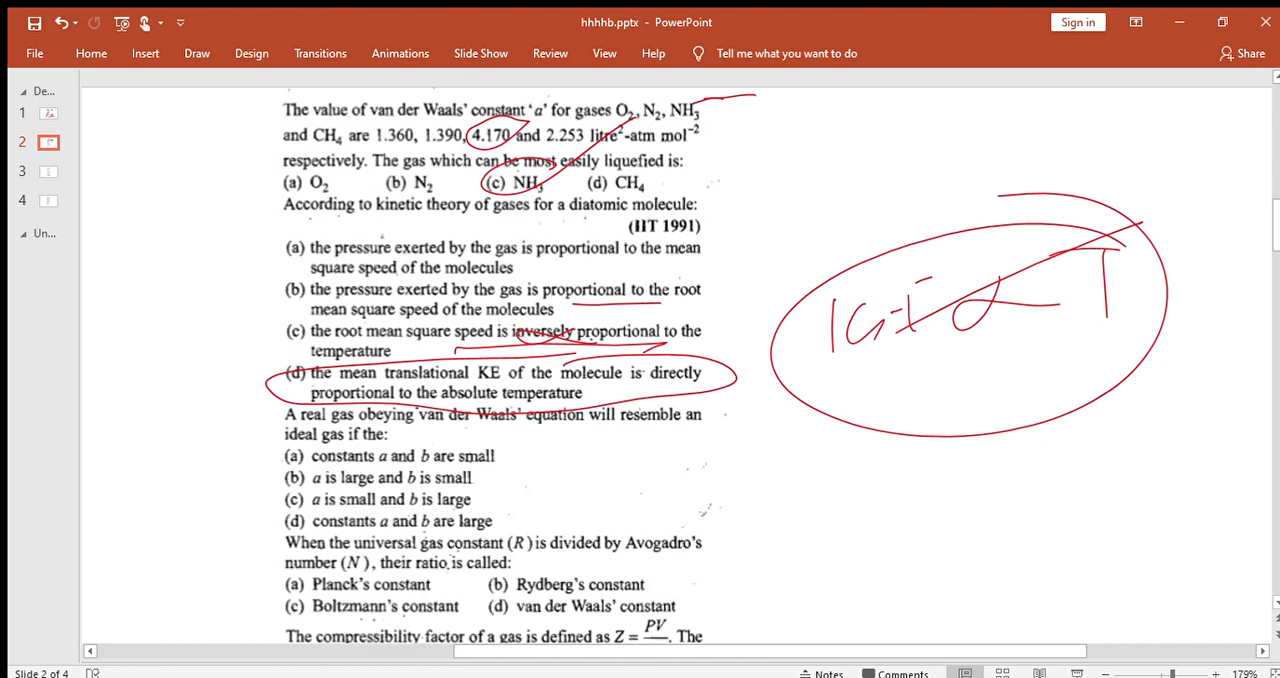 hhhhb.pptx - PowerPoint
Sign in
File Home Insert Draw Design Transitions Animations Slide Show Review View Help Tell me what you want to do Share
De...
1
2
3
4
Un...
The value of van der Waals' constant 'a' for gases O₂, N₂, NH₃
and CH₄ are 1.360, 1.390, 4.170 and 2.253 litre²-atm mol⁻²
respectively. The gas which can be most easily liquefied is:
(a) O₂ (b) N₂ (c) NH₃ (d) CH₄
According to kinetic theory of gases for a diatomic molecule:
(IIT 1991)
(a) the pressure exerted by the gas is proportional to the mean
square speed of the molecules
(b) the pressure exerted by the gas is proportional to the root
mean square speed of the molecules
(c) the root mean square speed is inversely proportional to the
temperature
(d) the mean translational KE of the molecule is directly
proportional to the absolute temperature
A real gas obeying van der Waals' equation will resemble an
ideal gas if the:
(a) constants a and b are small
(b) a is large and b is small
(c) a is small and b is large
(d) constants a and b are large
When the universal gas constant (R) is divided by Avogadro's
number (N), their ratio is called:
(a) Planck's constant (b) Rydberg's constant
(c) Boltzmann's constant (d) van der Waals' constant
The compressibility factor of a gas is defined as Z = PV/ . The
∝ T
Slide 2 of 4
Notes Comments 179%